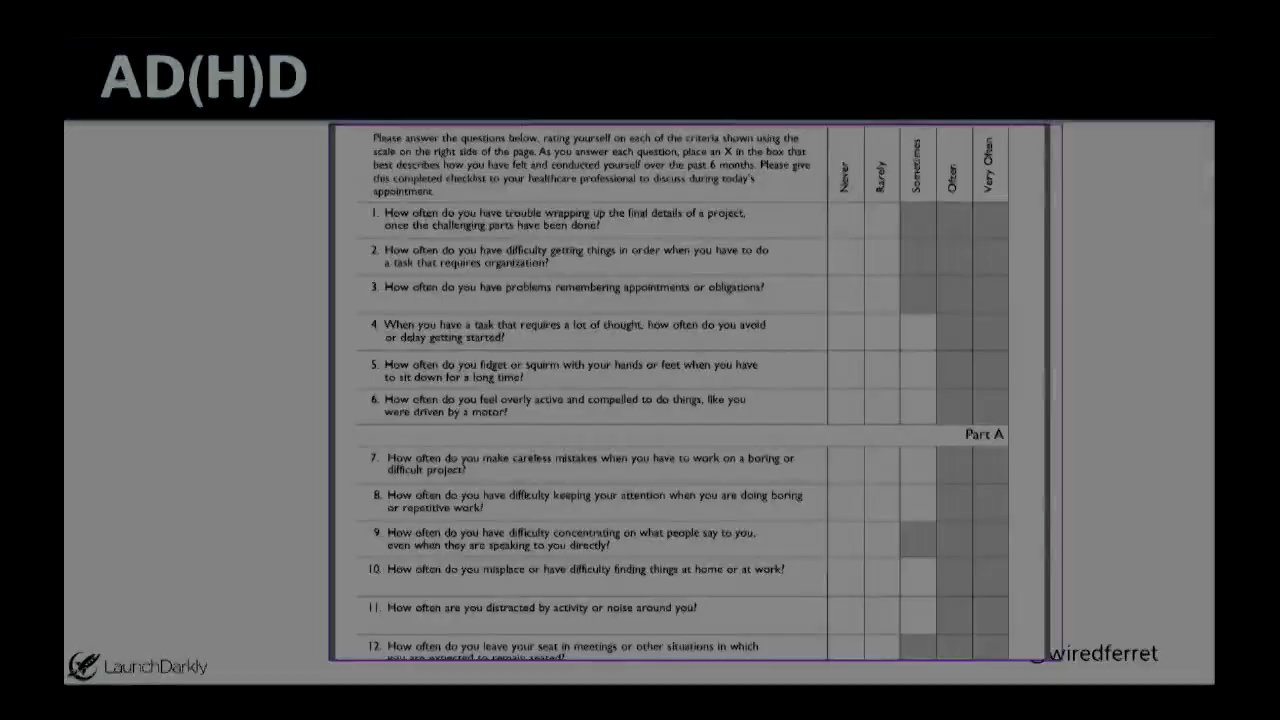 AD(H)D
Please answer the questions below, rating yourself on each of the criteria shown using the
scale on the right side of the page. As you answer each question, place an X in the box that
best describes how you have felt and conducted yourself over the past 6 months. Please give
this completed checklist to your healthcare professional to discuss during today's
appointment.
Never
Rarely
Sometimes
Often
Very Often
1. How often do you have trouble wrapping up the final details of a project,
once the challenging parts have been done?
2. How often do you have difficulty getting things in order when you have to do
a task that requires organization?
3. How often do you have problems remembering appointments or obligations?
4. When you have a task that requires a lot of thought, how often do you avoid
or delay getting started?
5. How often do you fidget or squirm with your hands or feet when you have
to sit down for a long time?
6. How often do you feel overly active and compelled to do things, like you
were driven by a motor?
Part A
7. How often do you make careless mistakes when you have to work on a boring or
difficult project?
8. How often do you have difficulty keeping your attention when you are doing boring
or repetitive work?
9. How often do you have difficulty concentrating on what people say to you,
even when they are speaking to you directly?
10. How often do you misplace or have difficulty finding things at home or at work?
11. How often are you distracted by activity or noise around you?
12. How often do you leave your seat in meetings or other situations in which
you are expected to remain seated?
LaunchDarkly
@wiredferret